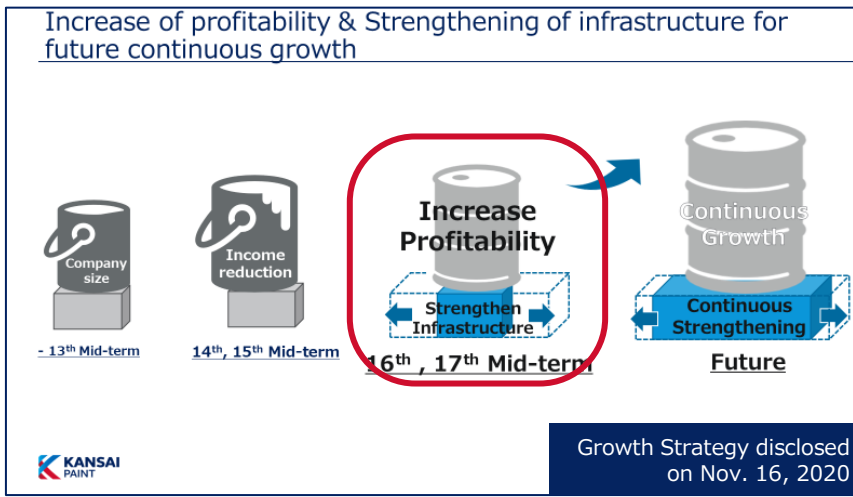 Increase of profitability & Strengthening of infrastructure for
future continuous growth
Company
size
- 13th Mid-term
Income
reduction
14th, 15th Mid-term
Increase
Profitability
Strengthen
Infrastructure
16th , 17th Mid-term
Continuous
Growth
Continuous
Strengthening
Future
KANSAI
PAINT
Growth Strategy disclosed
on Nov. 16, 2020